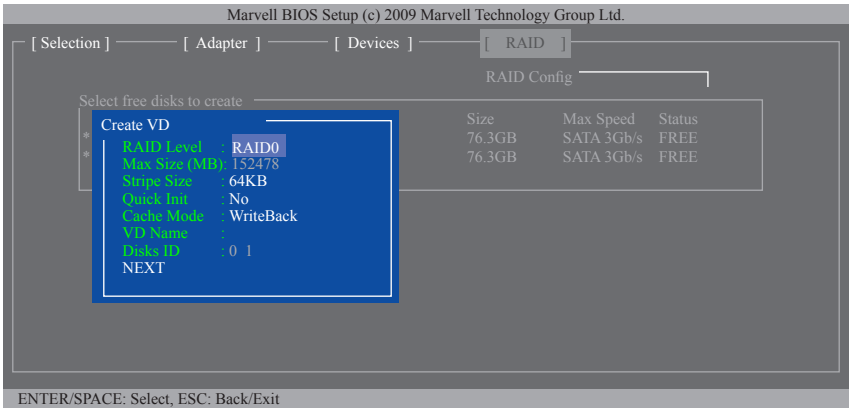 Marvell BIOS Setup (c) 2009 Marvell Technology Group Ltd.
[ Selection ] [ Adapter ] [ Devices ] [ RAID ]
RAID Config
Select free disks to create
Size Max Speed Status
* 76.3GB SATA 3Gb/s FREE
* 76.3GB SATA 3Gb/s FREE
Create VD
RAID Level : RAID0
Max Size (MB): 152478
Stripe Size : 64KB
Quick Init : No
Cache Mode : WriteBack
VD Name :
Disks ID : 0 1
NEXT
ENTER/SPACE: Select, ESC: Back/Exit